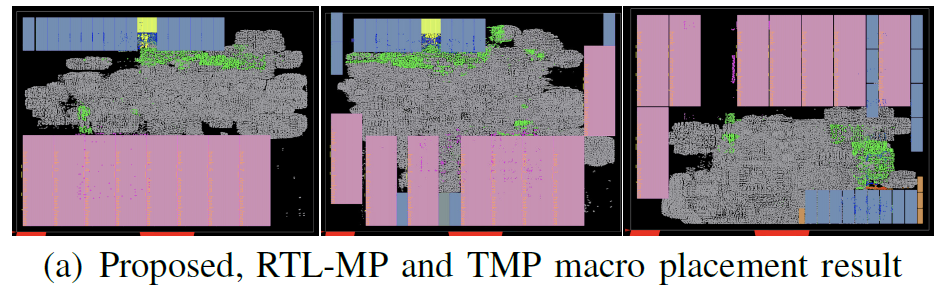 (a) Proposed, RTL-MP and TMP macro placement result